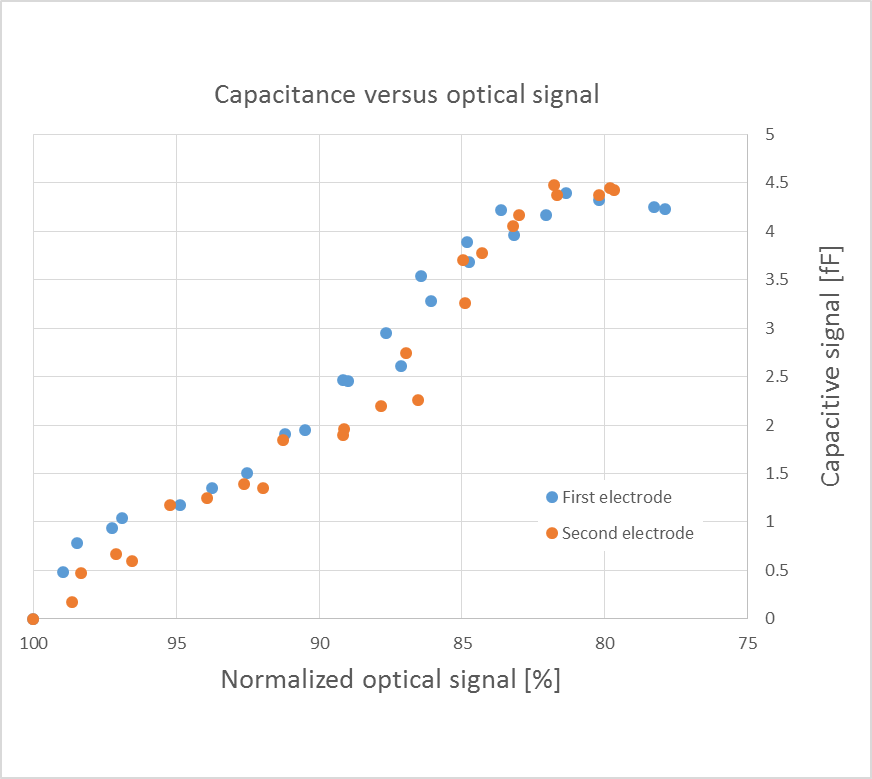 Capacitance versus optical signal
5
4.5
4
3.5
3
2.5
2
1.5
1
0.5
0
Capacitive signal [fF]
First electrode
Second electrode
100 95 90 85 80 75
Normalized optical signal [%]